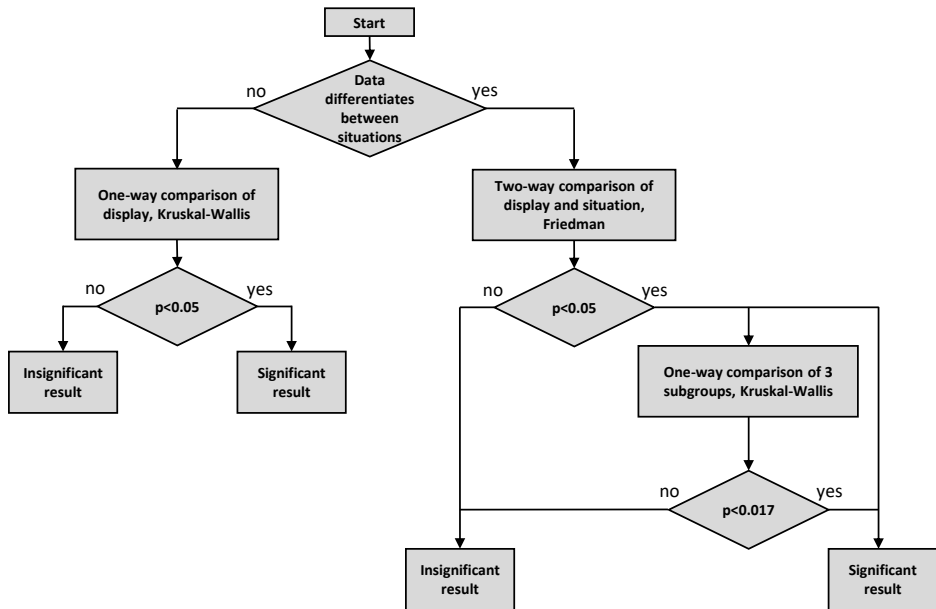 Start
Data
differentiates
between
situations
no
yes
One-way comparison of
display, Kruskal-Wallis
Two-way comparison of
display and situation,
Friedman
no
p<0.05
yes
no
p<0.05
yes
Insignificant
result
Significant
result
One-way comparison of 3
subgroups, Kruskal-Wallis
no
p<0.017
yes
Insignificant
result
Significant
result